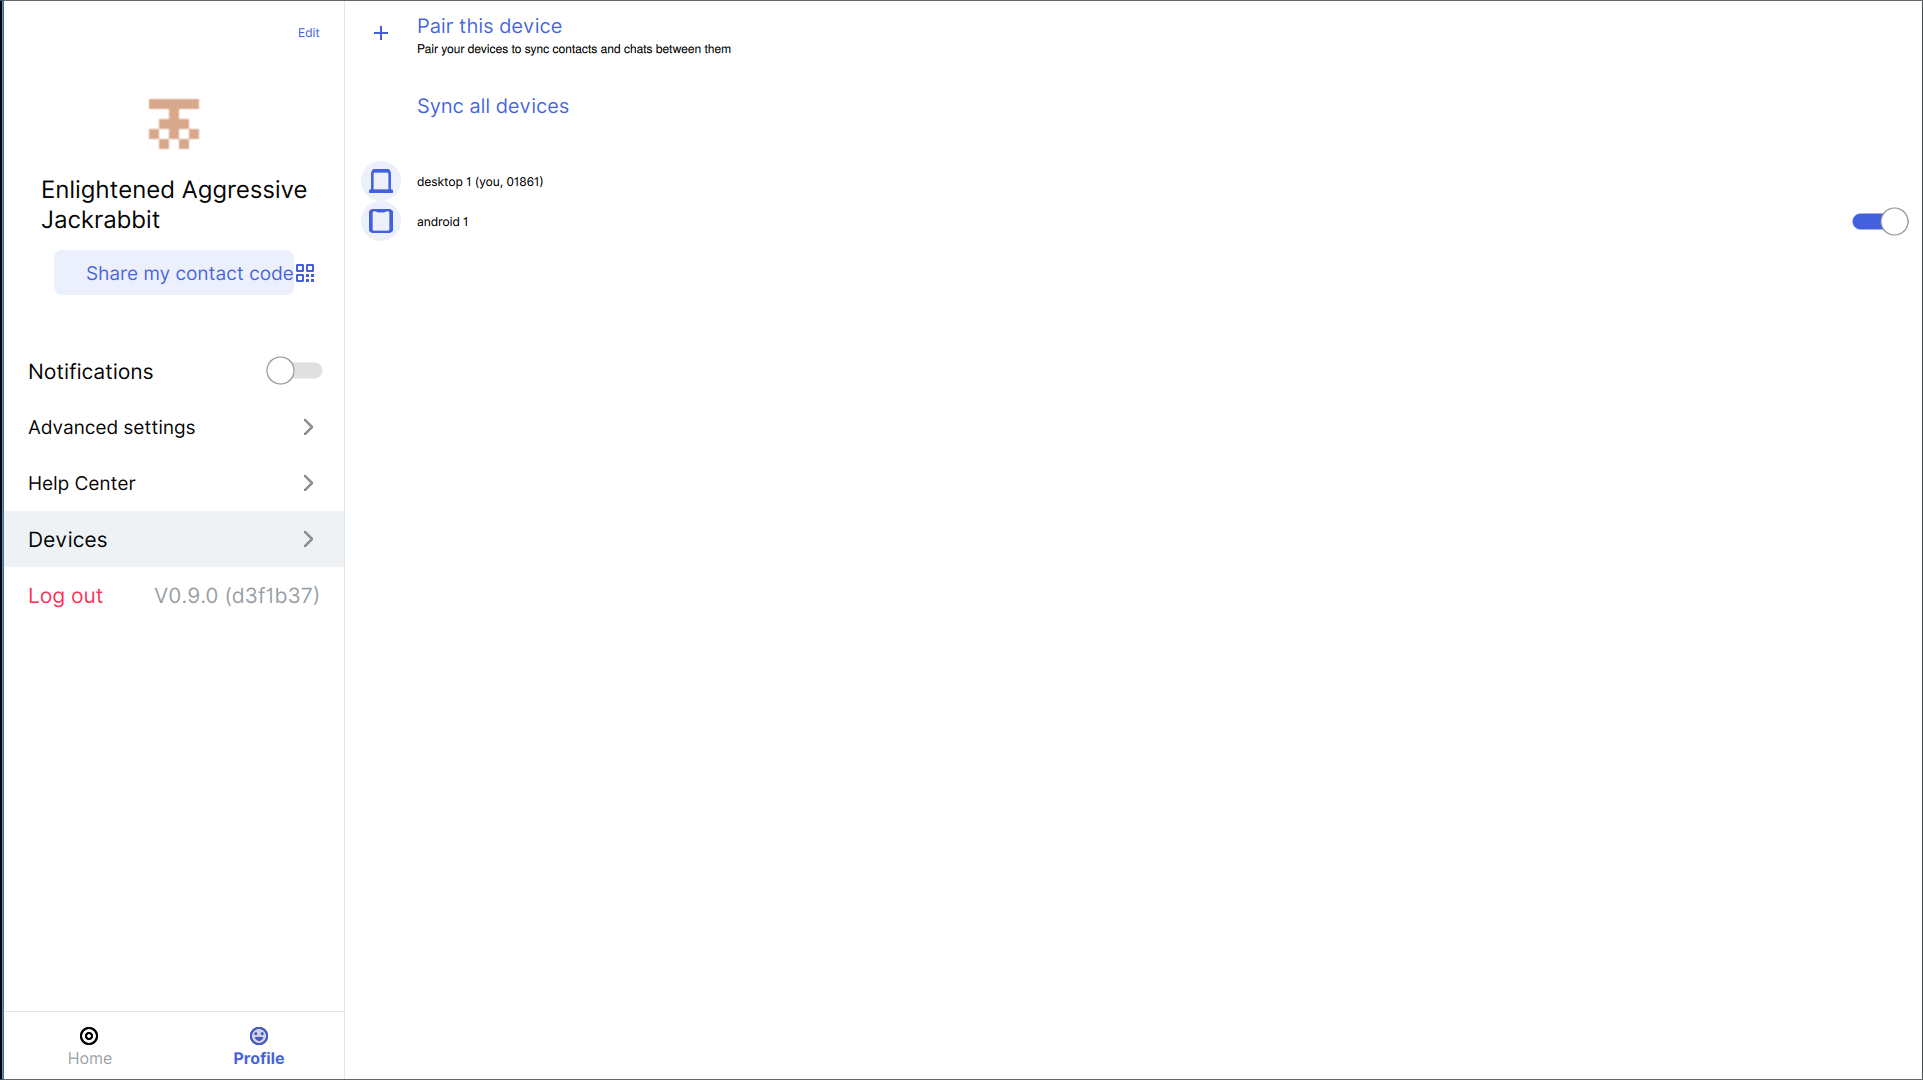 Edit
Enlightened Aggressive
Jackrabbit
Share my contact code
Notifications
Advanced settings
Help Center
Devices
Log out V0.9.0 (d3f1b37)
Home Profile
Pair this device
Pair your devices to sync contacts and chats between them
Sync all devices
desktop 1 (you, 01861)
android 1